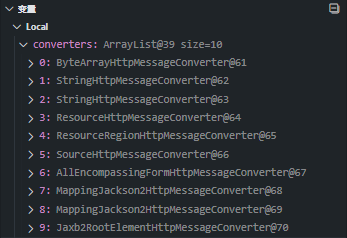 变量
Local
converters: ArrayList@39 size=10
0: ByteArrayHttpMessageConverter@61
1: StringHttpMessageConverter@62
2: StringHttpMessageConverter@63
3: ResourceHttpMessageConverter@64
4: ResourceRegionHttpMessageConverter@65
5: SourceHttpMessageConverter@66
6: AllEncompassingFormHttpMessageConverter@67
7: MappingJackson2HttpMessageConverter@68
8: MappingJackson2HttpMessageConverter@69
9: Jaxb2RootElementHttpMessageConverter@70